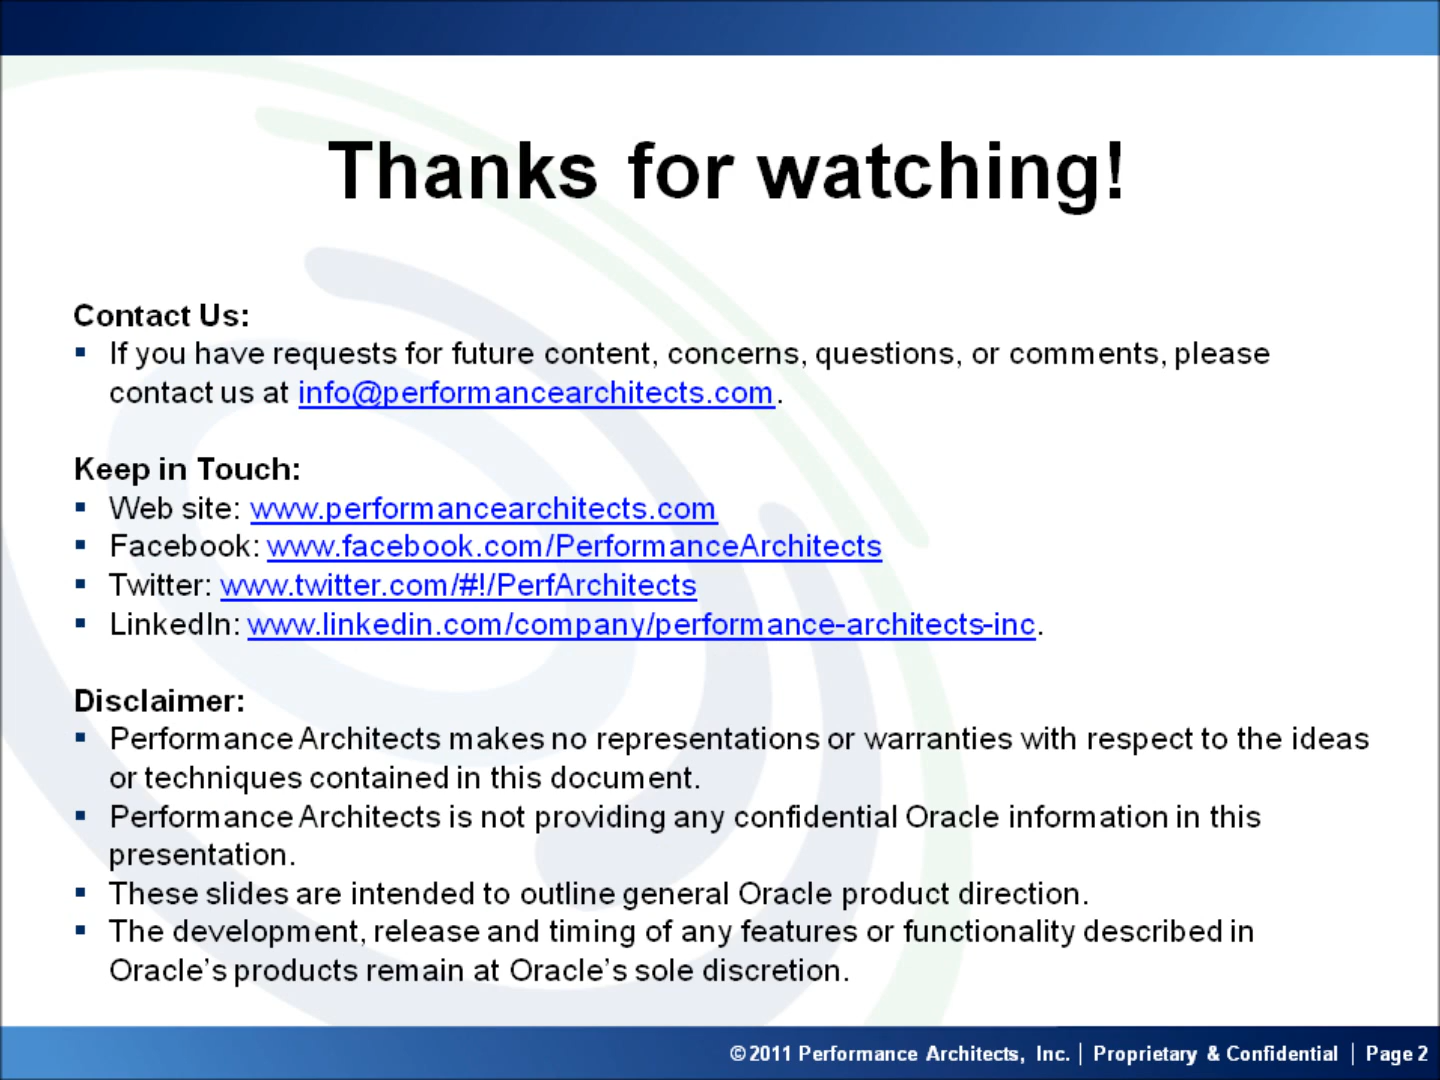 Thanks for watching!
Contact Us:
▪ If you have requests for future content, concerns, questions, or comments, please
contact us at info@performancearchitects.com.
Keep in Touch:
▪ Web site: www.performancearchitects.com
▪ Facebook: www.facebook.com/PerformanceArchitects
▪ Twitter: www.twitter.com/#!/PerfArchitects
▪ LinkedIn: www.linkedin.com/company/performance-architects-inc.
Disclaimer:
▪ Performance Architects makes no representations or warranties with respect to the ideas
or techniques contained in this document.
▪ Performance Architects is not providing any confidential Oracle information in this
presentation.
▪ These slides are intended to outline general Oracle product direction.
▪ The development, release and timing of any features or functionality described in
Oracle’s products remain at Oracle’s sole discretion.
© 2011 Performance Architects, Inc. | Proprietary & Confidential | Page 2